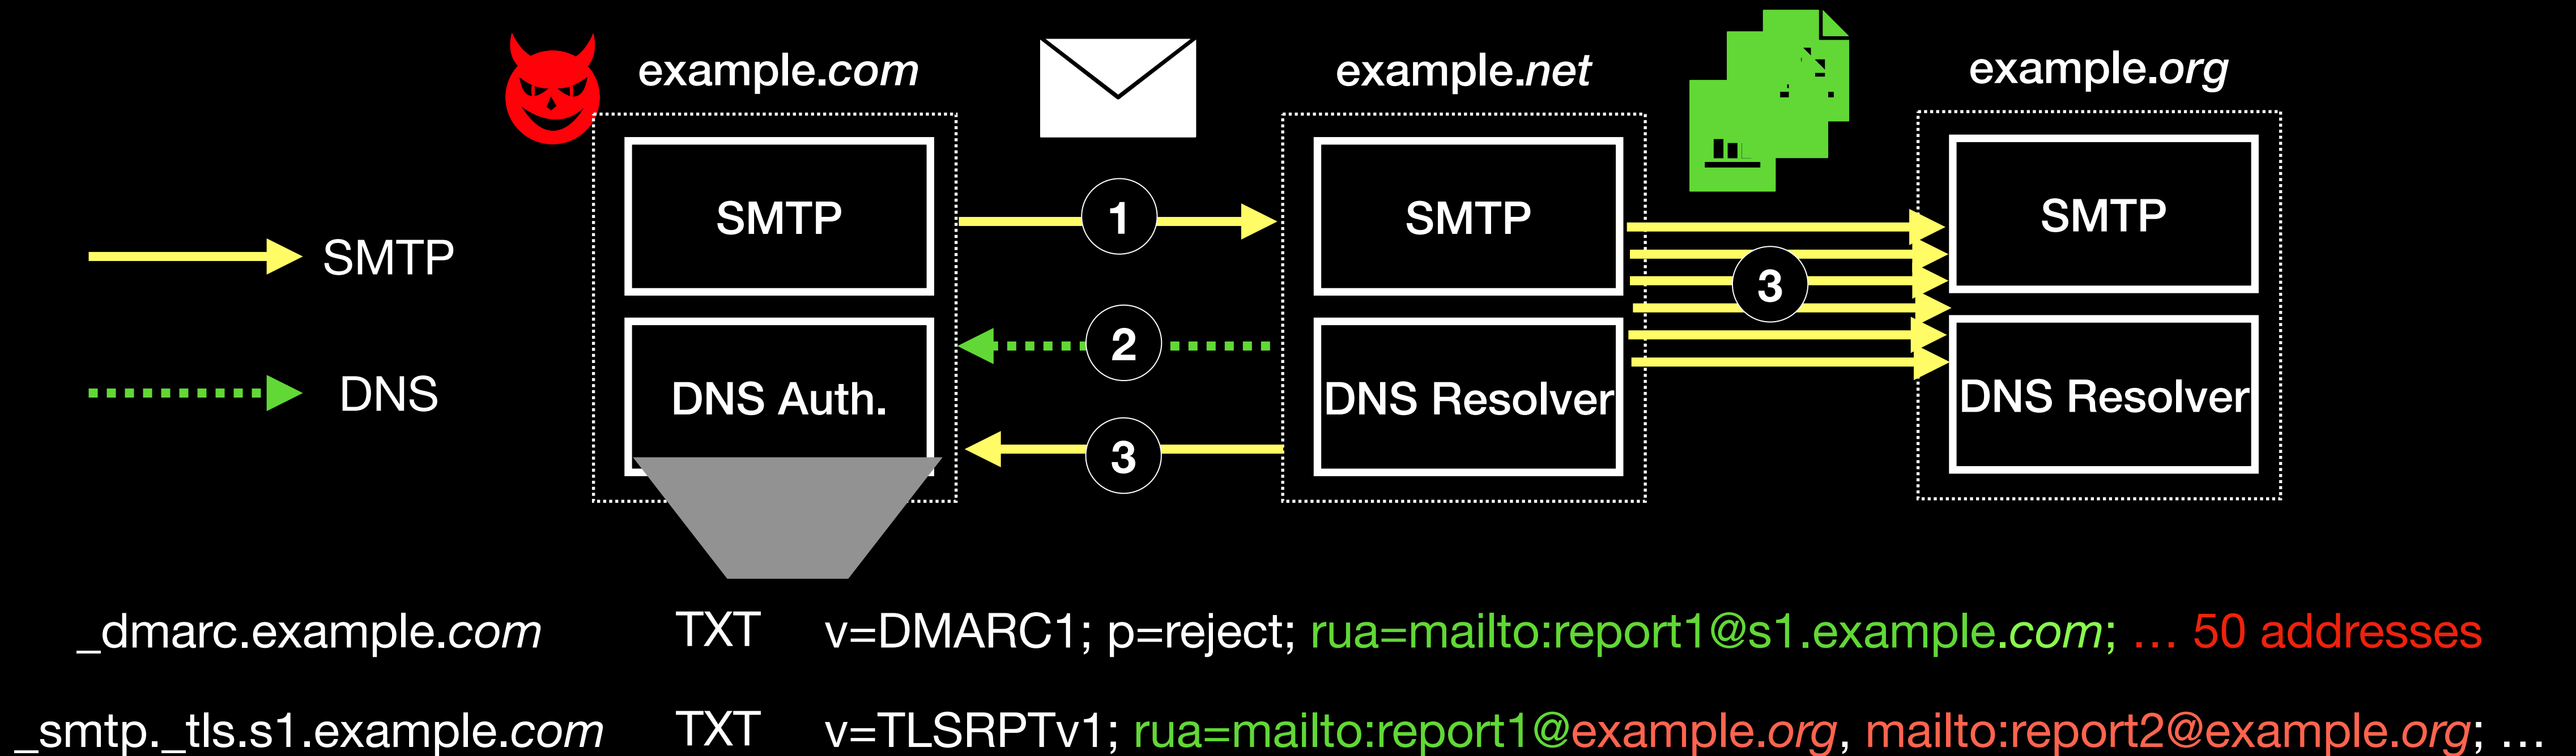 example.com
example.net
example.org
SMTP
SMTP
SMTP
1
SMTP
3
2
DNS
DNS Auth.
DNS Resolver
DNS Resolver
3
_dmarc.example.com TXT v=DMARC1; p=reject; rua=mailto:report1@s1.example.com; … 50 addresses
_smtp._tls.s1.example.com TXT v=TLSRPTv1; rua=mailto:report1@example.org, mailto:report2@example.org; …